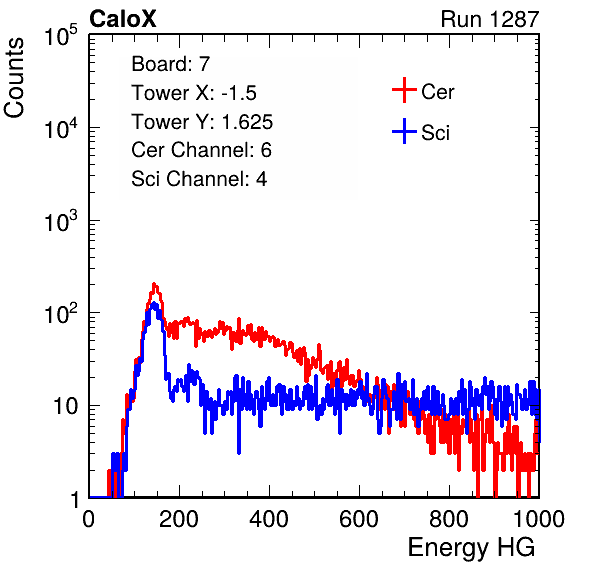 CaloX Run 1287
Counts
10^5
10^4
10^3
10^2
10
1
Board: 7
Tower X: -1.5
Tower Y: 1.625
Cer Channel: 6
Sci Channel: 4
Cer
Sci
0 200 400 600 800 1000
Energy HG